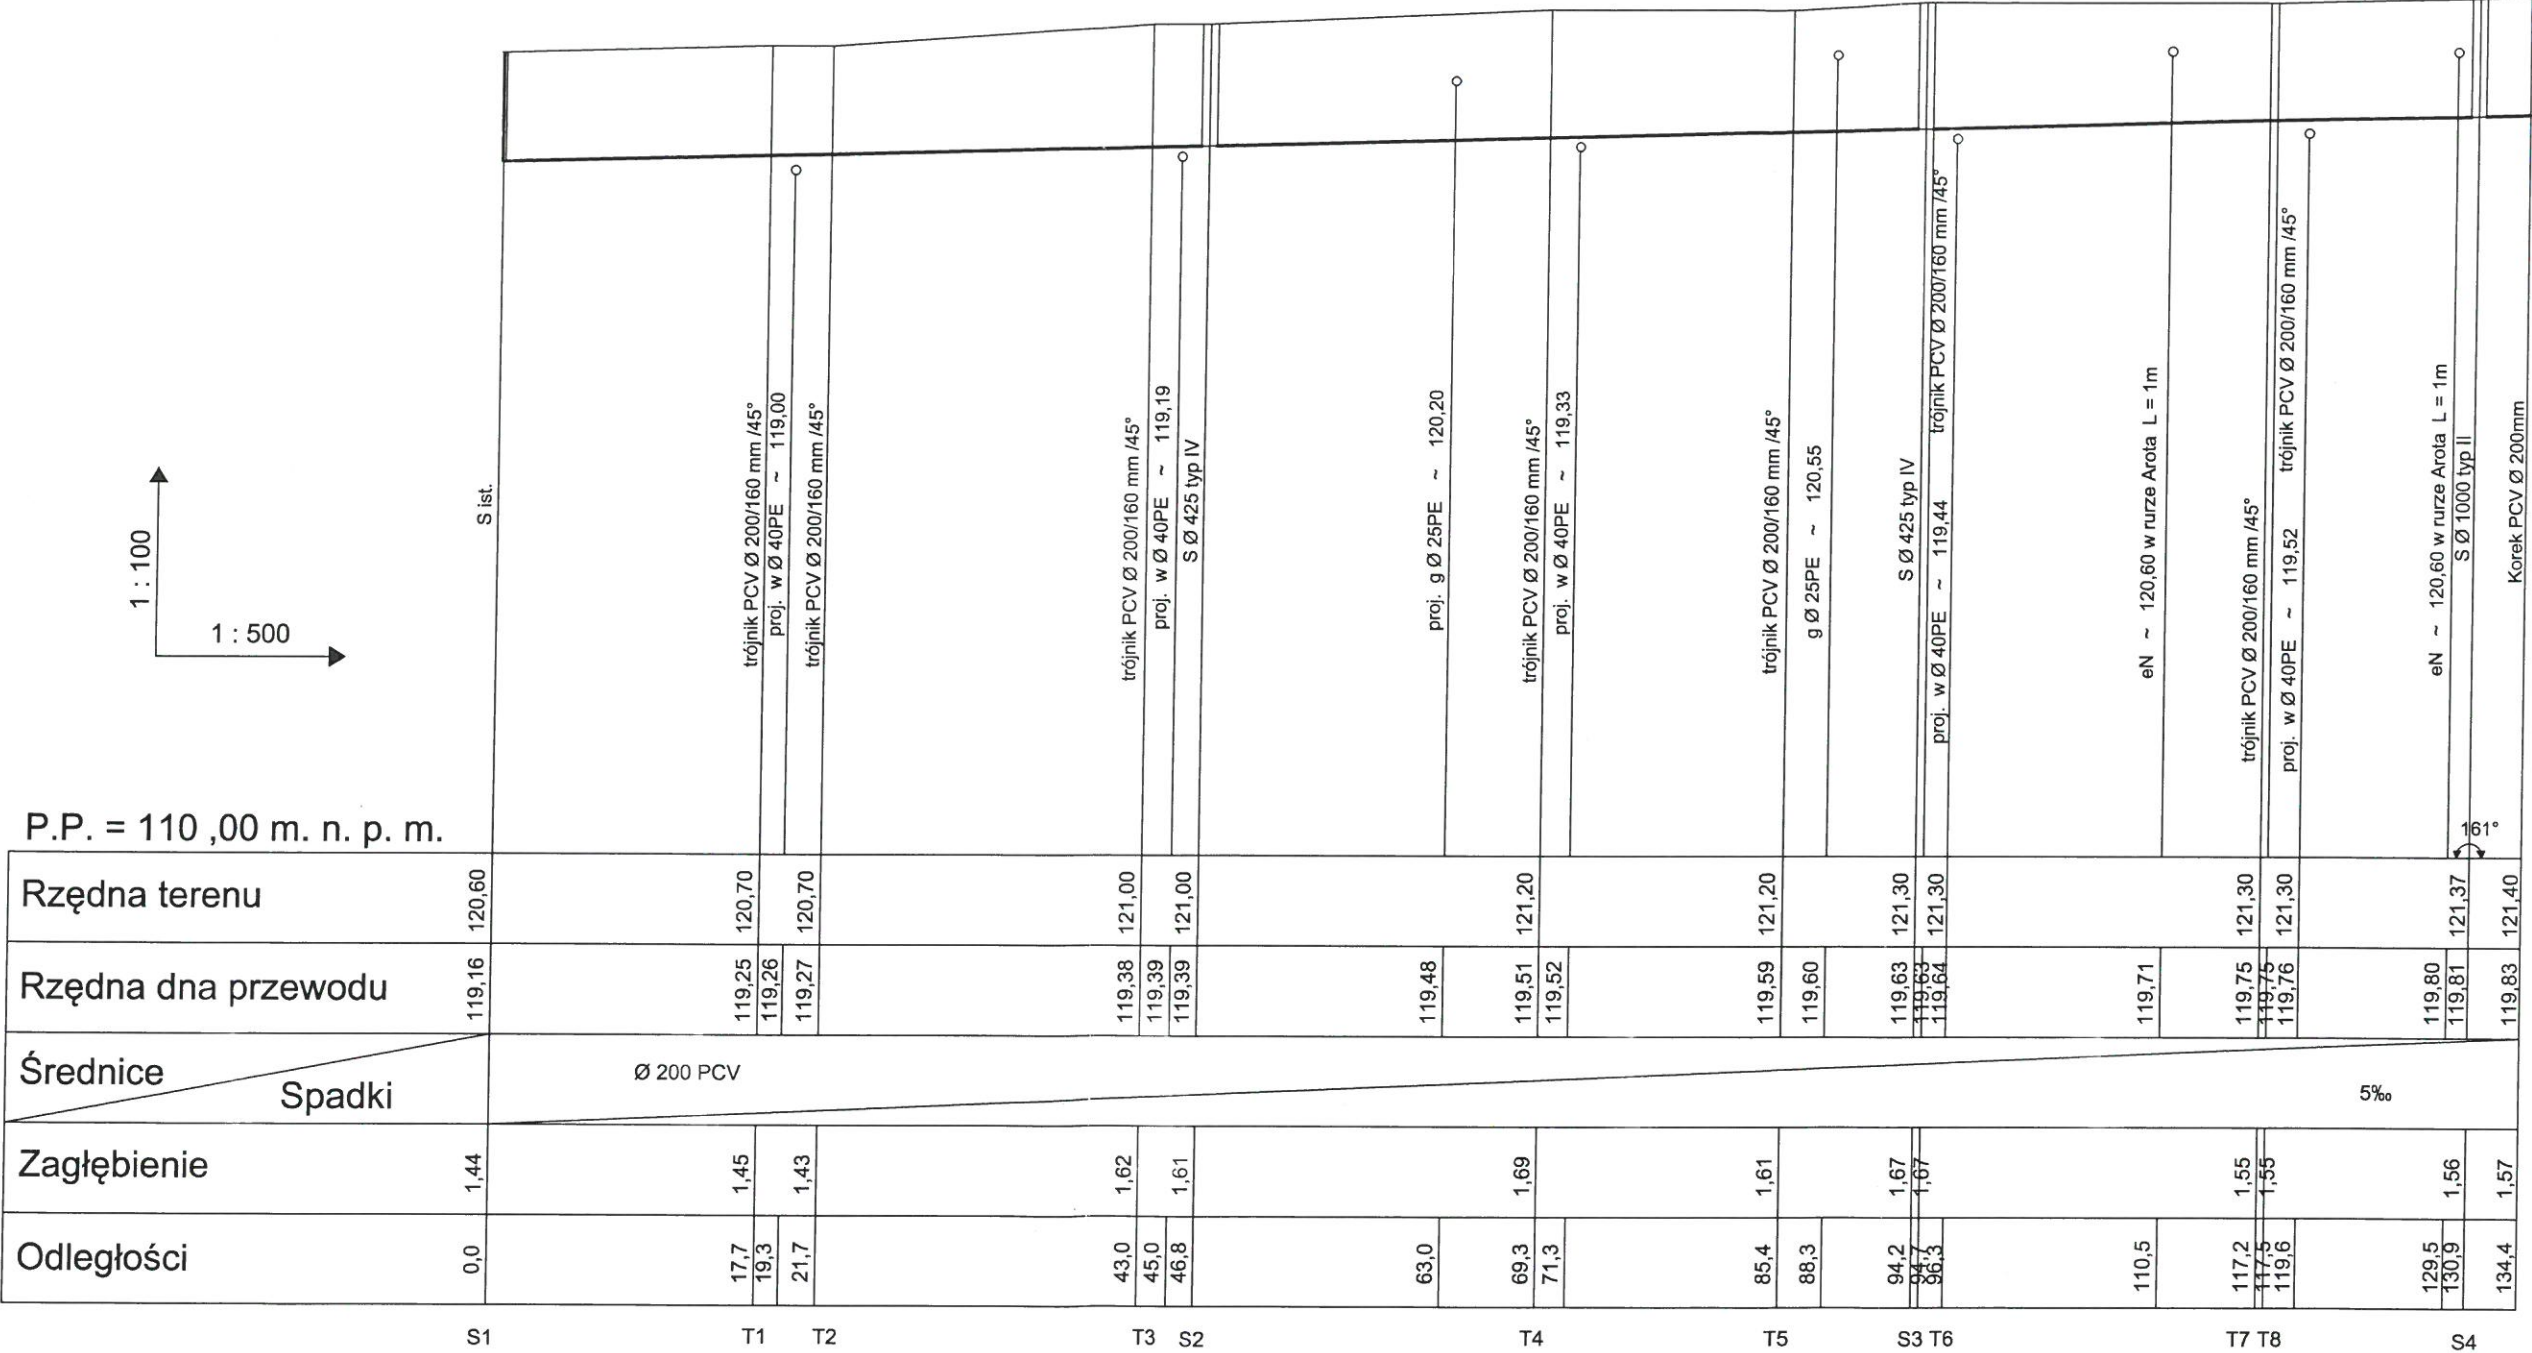 1 : 100
1 : 500
S ist.
trójnik PCV Ø 200/160 mm /45°
proj. w Ø 40PE ~ 119,00
trójnik PCV Ø 200/160 mm /45°
trójnik PCV Ø 200/160 mm /45°
proj. w Ø 40PE ~ 119,19
S Ø 425 typ IV
proj. g Ø 25PE ~ 120,20
trójnik PCV Ø 200/160 mm /45°
proj. w Ø 40PE ~ 119,33
trójnik PCV Ø 200/160 mm /45°
g Ø 25PE ~ 120,55
S Ø 425 typ IV
proj. w Ø 40PE ~ 119,44 trójnik PCV Ø 200/160 mm /45°
eN ~ 120,60 w rurze Arota L = 1m
trójnik PCV Ø 200/160 mm /45°
proj. w Ø 40PE ~ 119,52 trójnik PCV Ø 200/160 mm /45°
eN ~ 120,60 w rurze Arota L = 1m
S Ø 1000 typ II
Korek PCV Ø 200mm
161°
P.P. = 110 ,00 m. n. p. m.
Rzędna terenu 120,60 120,70 120,70 121,00 121,00 121,20 121,20 121,30 121,30 121,30 121,30 121,37 121,40
Rzędna dna przewodu 119,16 119,25 119,26 119,27 119,38 119,39 119,39 119,48 119,51 119,52 119,59 119,60 119,63 119,63 119,64 119,71 119,75 119,75 119,76 119,80 119,81 119,83
Średnice Ø 200 PCV
Spadki 5‰
Zagłębienie 1,44 1,45 1,43 1,62 1,61 1,69 1,61 1,67 1,67 1,55 1,55 1,56 1,57
Odległości 0,0 17,7 19,3 21,7 43,0 45,0 46,8 63,0 69,3 71,3 85,4 88,3 94,2 94,7 96,3 110,5 117,2 117,5 119,6 129,5 130,9 134,4
S1 T1 T2 T3 S2 T4 T5 S3 T6 T7 T8 S4